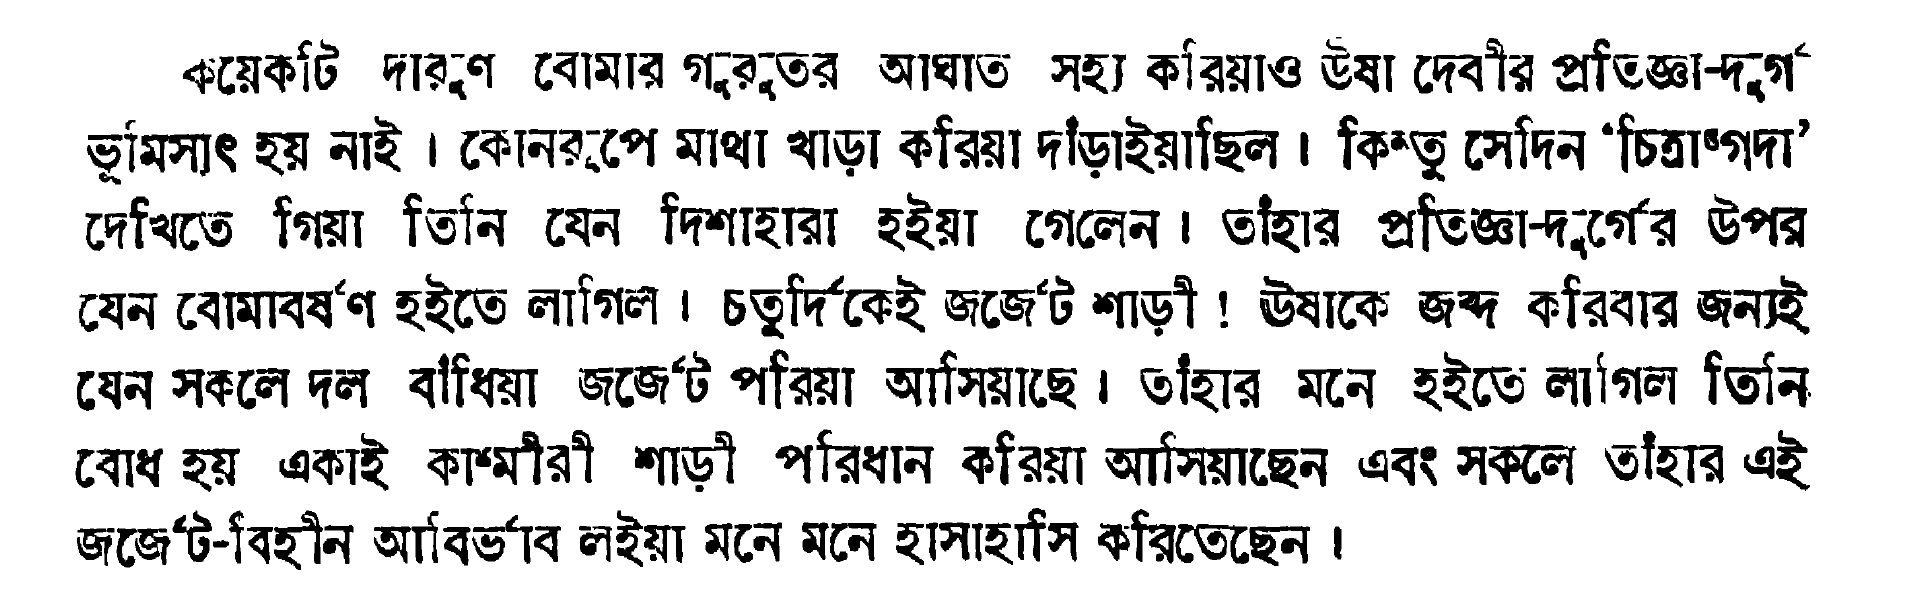 কয়েকটি দারুণ বোমার গুরুতর আঘাত সহ্য করিয়াও ঊষা দেবীর প্রতিজ্ঞা-দুর্গ
ভূমিস্যৎ হয় নাই । কোনরূপে মাথা খাড়া করিয়া দাঁড়াইয়াছিল । কিন্তু সেদিন ‘চিত্রাঙ্গদা’
দেখিতে গিয়া তিনি যেন দিশাহারা হইয়া গেলেন । তাঁহার প্রতিজ্ঞা-দুর্গের উপর
যেন বোমাবর্ষণ হইতে লাগিল । চতুর্দিকেই জর্জেট শাড়ী ! ঊষাকে জব্দ করিবার জন্যই
যেন সকলে দল বাঁধিয়া জর্জেট পরিয়া আসিয়াছে । তাঁহার মনে হইতে লাগিল তিনি
বোধ হয় একাই কাশ্মীরী শাড়ী পরিধান করিয়া আসিয়াছেন এবং সকলে তাঁহার এই
জর্জেট-বিহীন আবির্ভাব লইয়া মনে মনে হাসাহাসি করিতেছেন ।